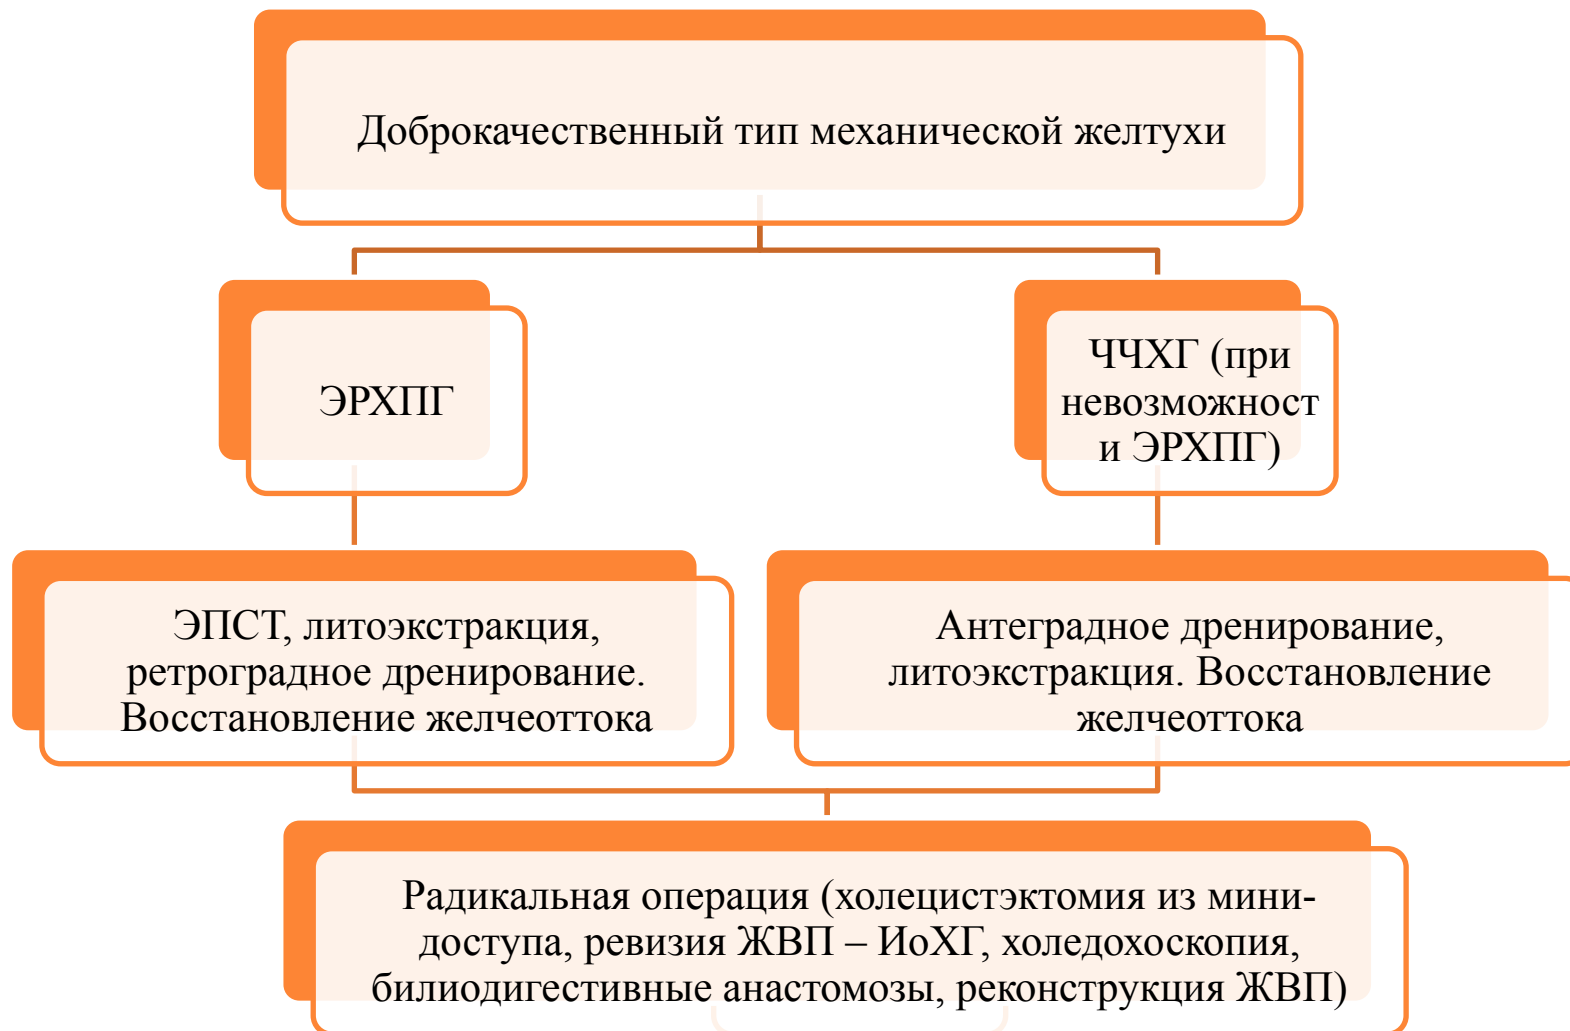 Доброкачественный тип механической желтухи
ЭРХПГ
ЧЧХГ (при
невозможност
и ЭРХПГ)
ЭПСТ, литоэкстракция,
ретроградное дренирование.
Восстановление желчеоттока
Антеградное дренирование,
литоэкстракция. Восстановление
желчеоттока
Радикальная операция (холецистэктомия из мини-
доступа, ревизия ЖВП – ИоХГ, холедохоскопия,
билиодигестивные анастомозы, реконструкция ЖВП)